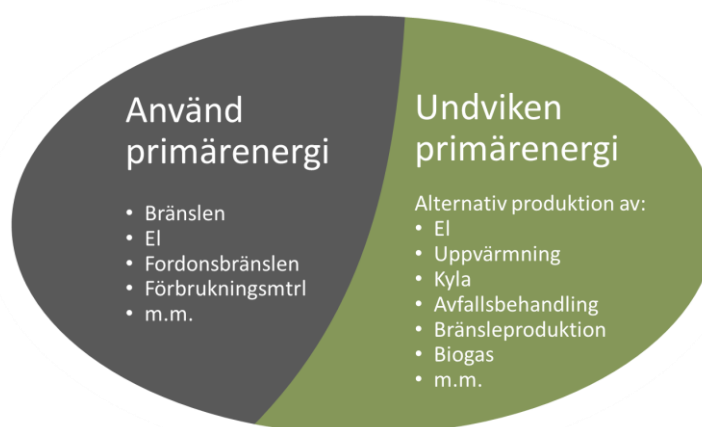 Använd
primärenergi
• Bränslen
• El
• Fordonsbränslen
• Förbrukningsmtrl
• m.m.
Undviken
primärenergi
Alternativ produktion av:
• El
• Uppvärmning
• Kyla
• Avfallsbehandling
• Bränsleproduktion
• Biogas
• m.m.